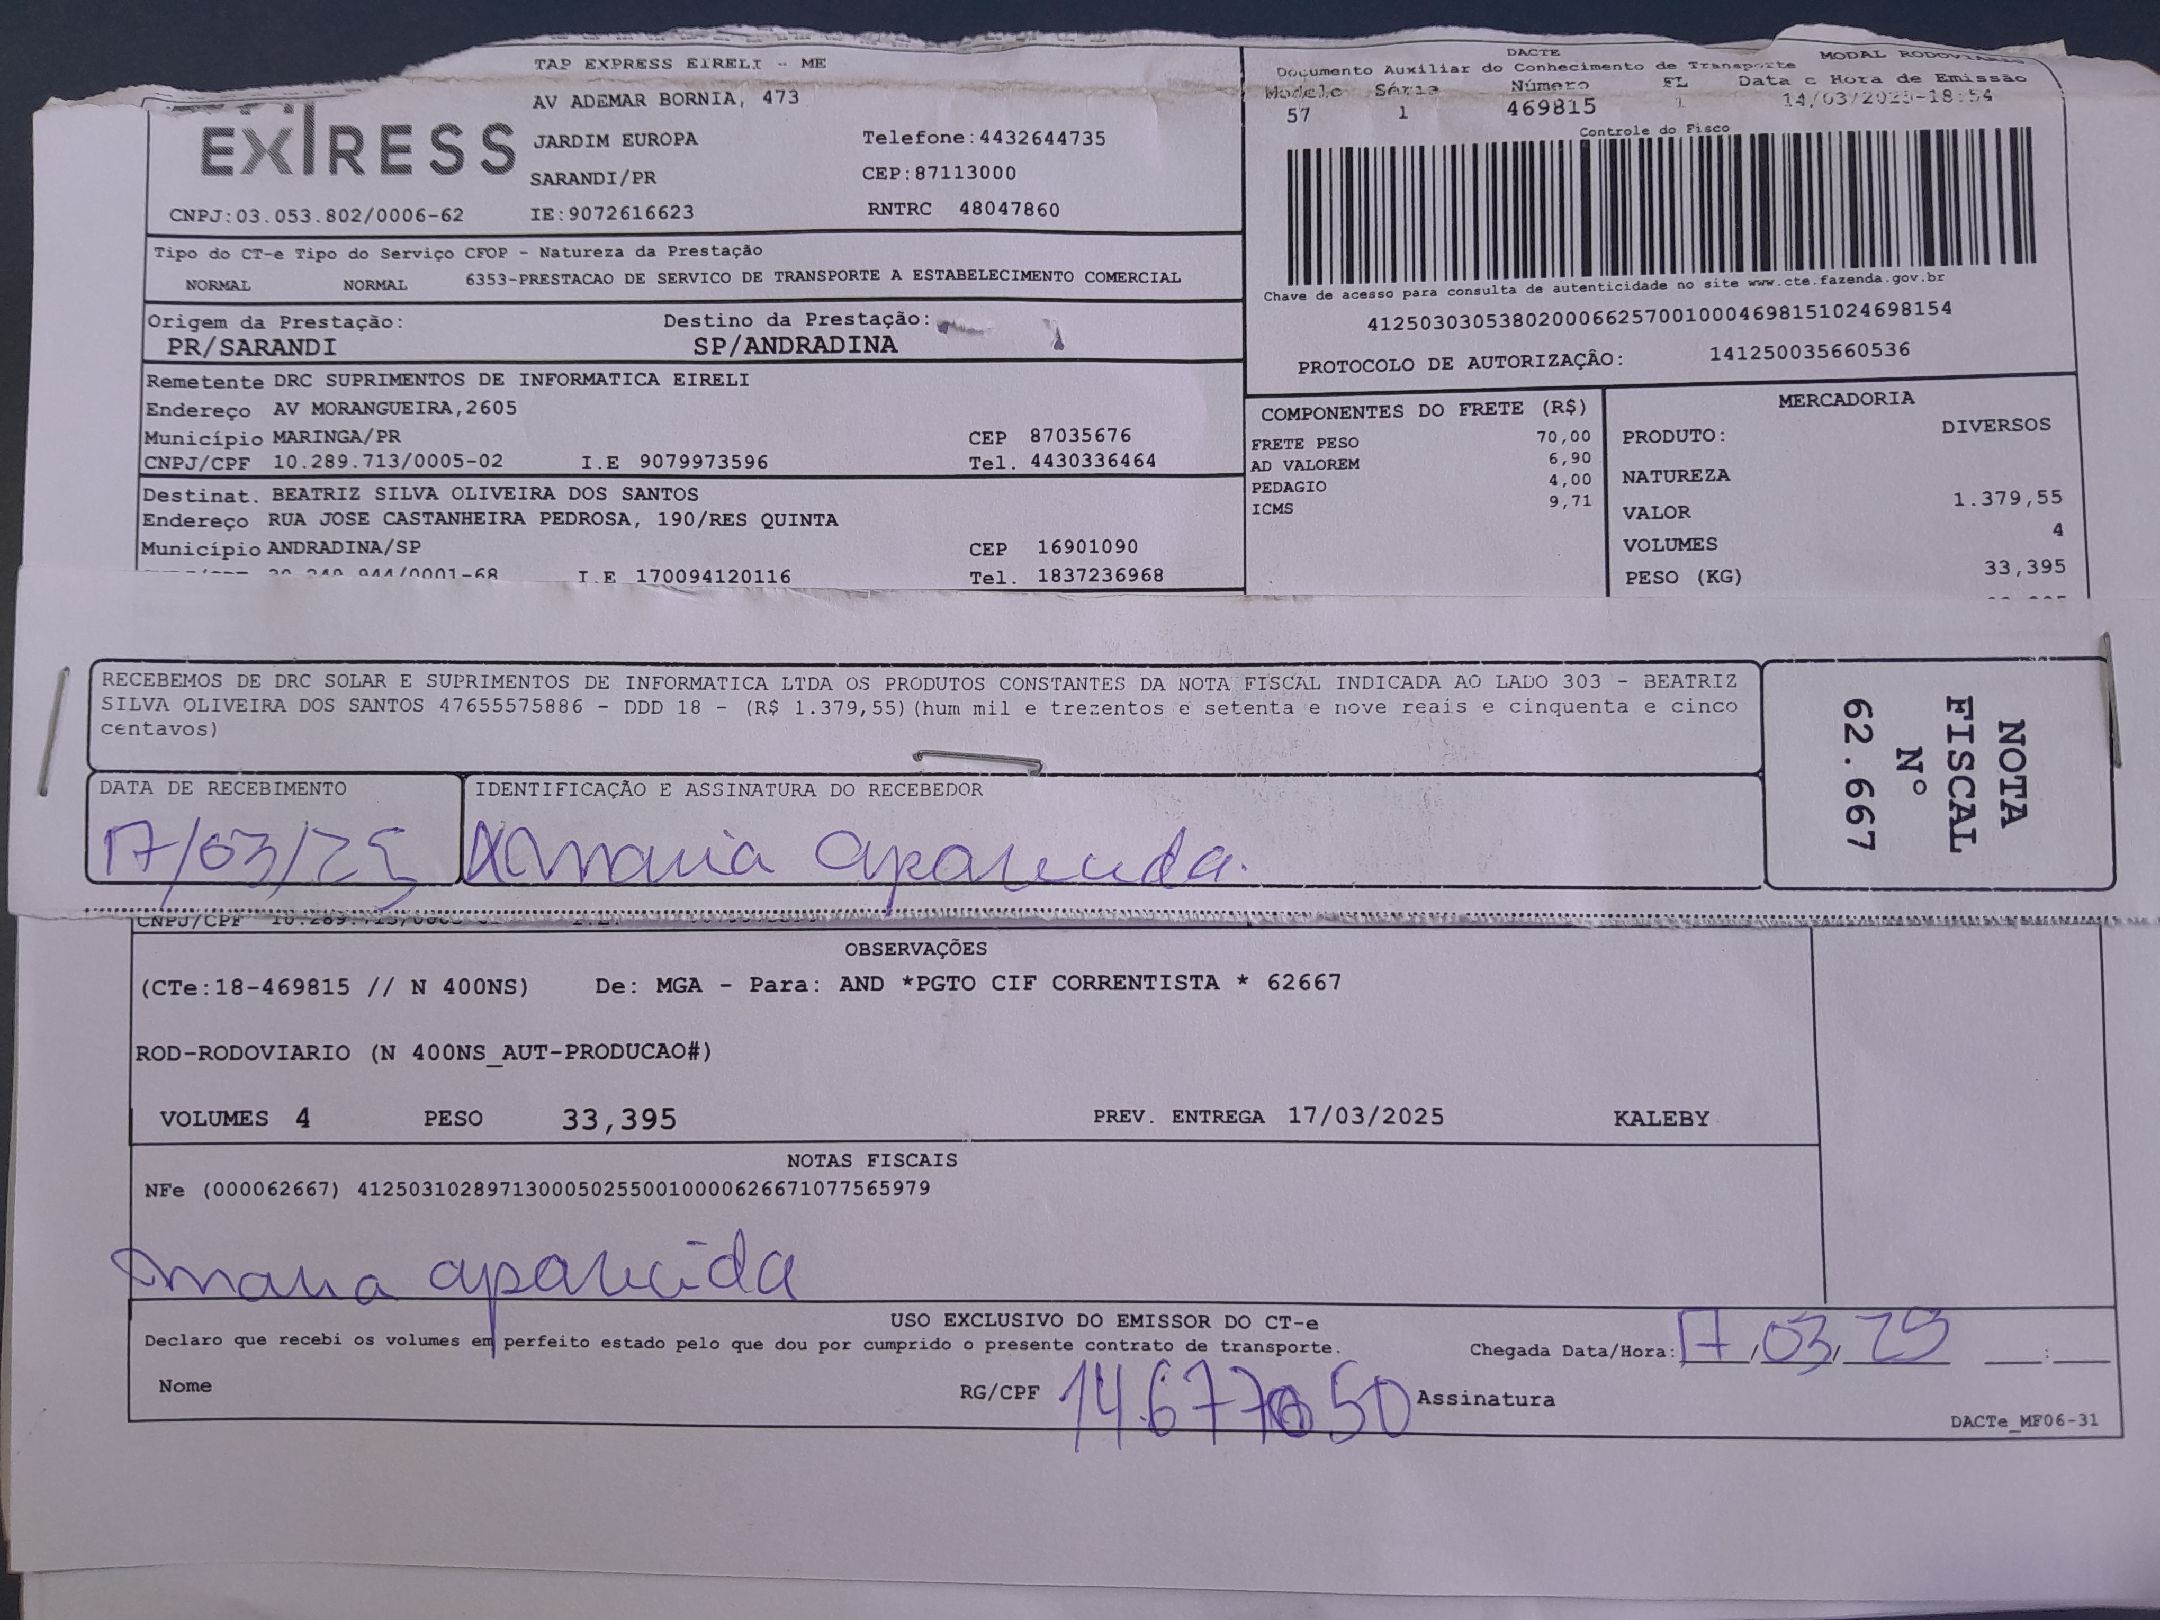 TAP EXPRESS EIRELI - ME
AV ADEMAR BORNIA, 473
EXPRESS
JARDIM EUROPA Telefone:4432644735
SARANDI/PR CEP:87113000
CNPJ:03.053.802/0006-62 IE:9072616623 RNTRC 48047860
DACTE MODAL RODOVIARIO
Documento Auxiliar do Conhecimento de Transporte
Modelo Série Número FL Data e Hora de Emissão
57 1 469815 1 14/03/2025-18:54
Controle do Fisco
Chave de acesso para consulta de autenticidade no site www.cte.fazenda.gov.br
41250303053802000662570010004698151024698154
PROTOCOLO DE AUTORIZAÇÃO: 141250035660536
Tipo do CT-e Tipo do Serviço CFOP - Natureza da Prestação
NORMAL NORMAL 6353-PRESTACAO DE SERVICO DE TRANSPORTE A ESTABELECIMENTO COMERCIAL
Origem da Prestação: Destino da Prestação:
PR/SARANDI SP/ANDRADINA
Remetente DRC SUPRIMENTOS DE INFORMATICA EIRELI
Endereço AV MORANGUEIRA,2605
Município MARINGA/PR CEP 87035676
CNPJ/CPF 10.289.713/0005-02 I.E 9079973596 Tel. 4430336464
Destinat. BEATRIZ SILVA OLIVEIRA DOS SANTOS
Endereço RUA JOSE CASTANHEIRA PEDROSA, 190/RES QUINTA
Município ANDRADINA/SP CEP 16901090
944/0001-68 I.E 170094120116 Tel. 1837236968
COMPONENTES DO FRETE (R$)
FRETE PESO 70,00
AD VALOREM 6,90
PEDAGIO 4,00
ICMS 9,71
MERCADORIA
PRODUTO: DIVERSOS
NATUREZA
VALOR 1.379,55
VOLUMES 4
PESO (KG) 33,395
RECEBEMOS DE DRC SOLAR E SUPRIMENTOS DE INFORMATICA LTDA OS PRODUTOS CONSTANTES DA NOTA FISCAL INDICADA AO LADO 303 - BEATRIZ
SILVA OLIVEIRA DOS SANTOS 47655575886 - DDD 18 - (R$ 1.379,55)(hum mil e trezentos e setenta e nove reais e cinquenta e cinco
centavos)
DATA DE RECEBIMENTO IDENTIFICAÇÃO E ASSINATURA DO RECEBEDOR
17/03/25 X Maria Aparecida.
NOTA
FISCAL
Nº
62.667
CNPJ/CPF
OBSERVAÇÕES
(CTe:18-469815 // N 400NS) De: MGA - Para: AND *PGTO CIF CORRENTISTA * 62667
ROD-RODOVIARIO (N 400NS_AUT-PRODUCAO#)
VOLUMES 4 PESO 33,395 PREV. ENTREGA 17/03/2025 KALEBY
NOTAS FISCAIS
NFe (000062667) 41250310289713000502550010000626671077565979
maria aparecida
USO EXCLUSIVO DO EMISSOR DO CT-e
Declaro que recebi os volumes em perfeito estado pelo que dou por cumprido o presente contrato de transporte. Chegada Data/Hora: 17/03/25 :
Nome RG/CPF Assinatura
DACTe_MF06-31